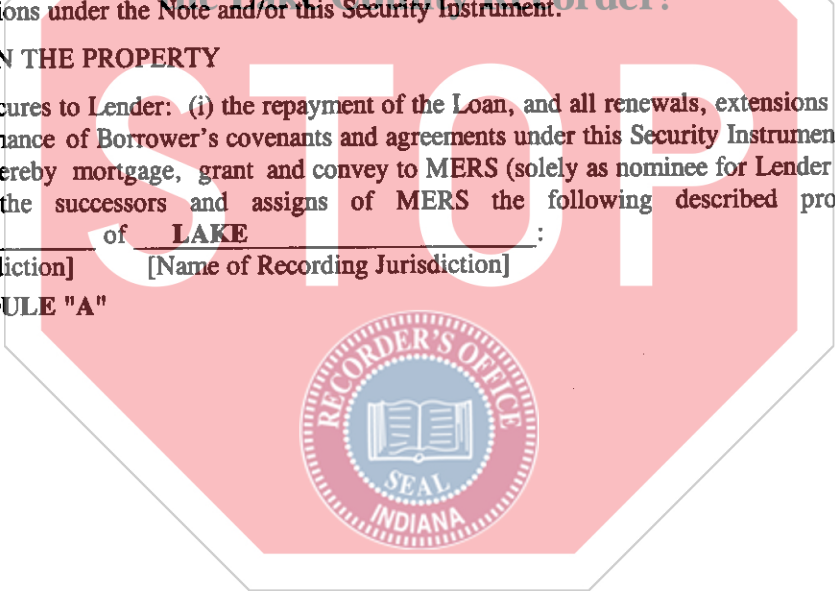 ions under the Note and/or this Security Instrument.
N THE PROPERTY
cures to Lender: (i) the repayment of the Loan, and all renewals, extensions
nance of Borrower's covenants and agreements under this Security Instrumen
ereby mortgage, grant and convey to MERS (solely as nominee for Lender
the successors and assigns of MERS the following described pro
of LAKE :
diction] [Name of Recording Jurisdiction]
ULE "A"
STOP
RECORDER'S OFFICE
SEAL
INDIANA